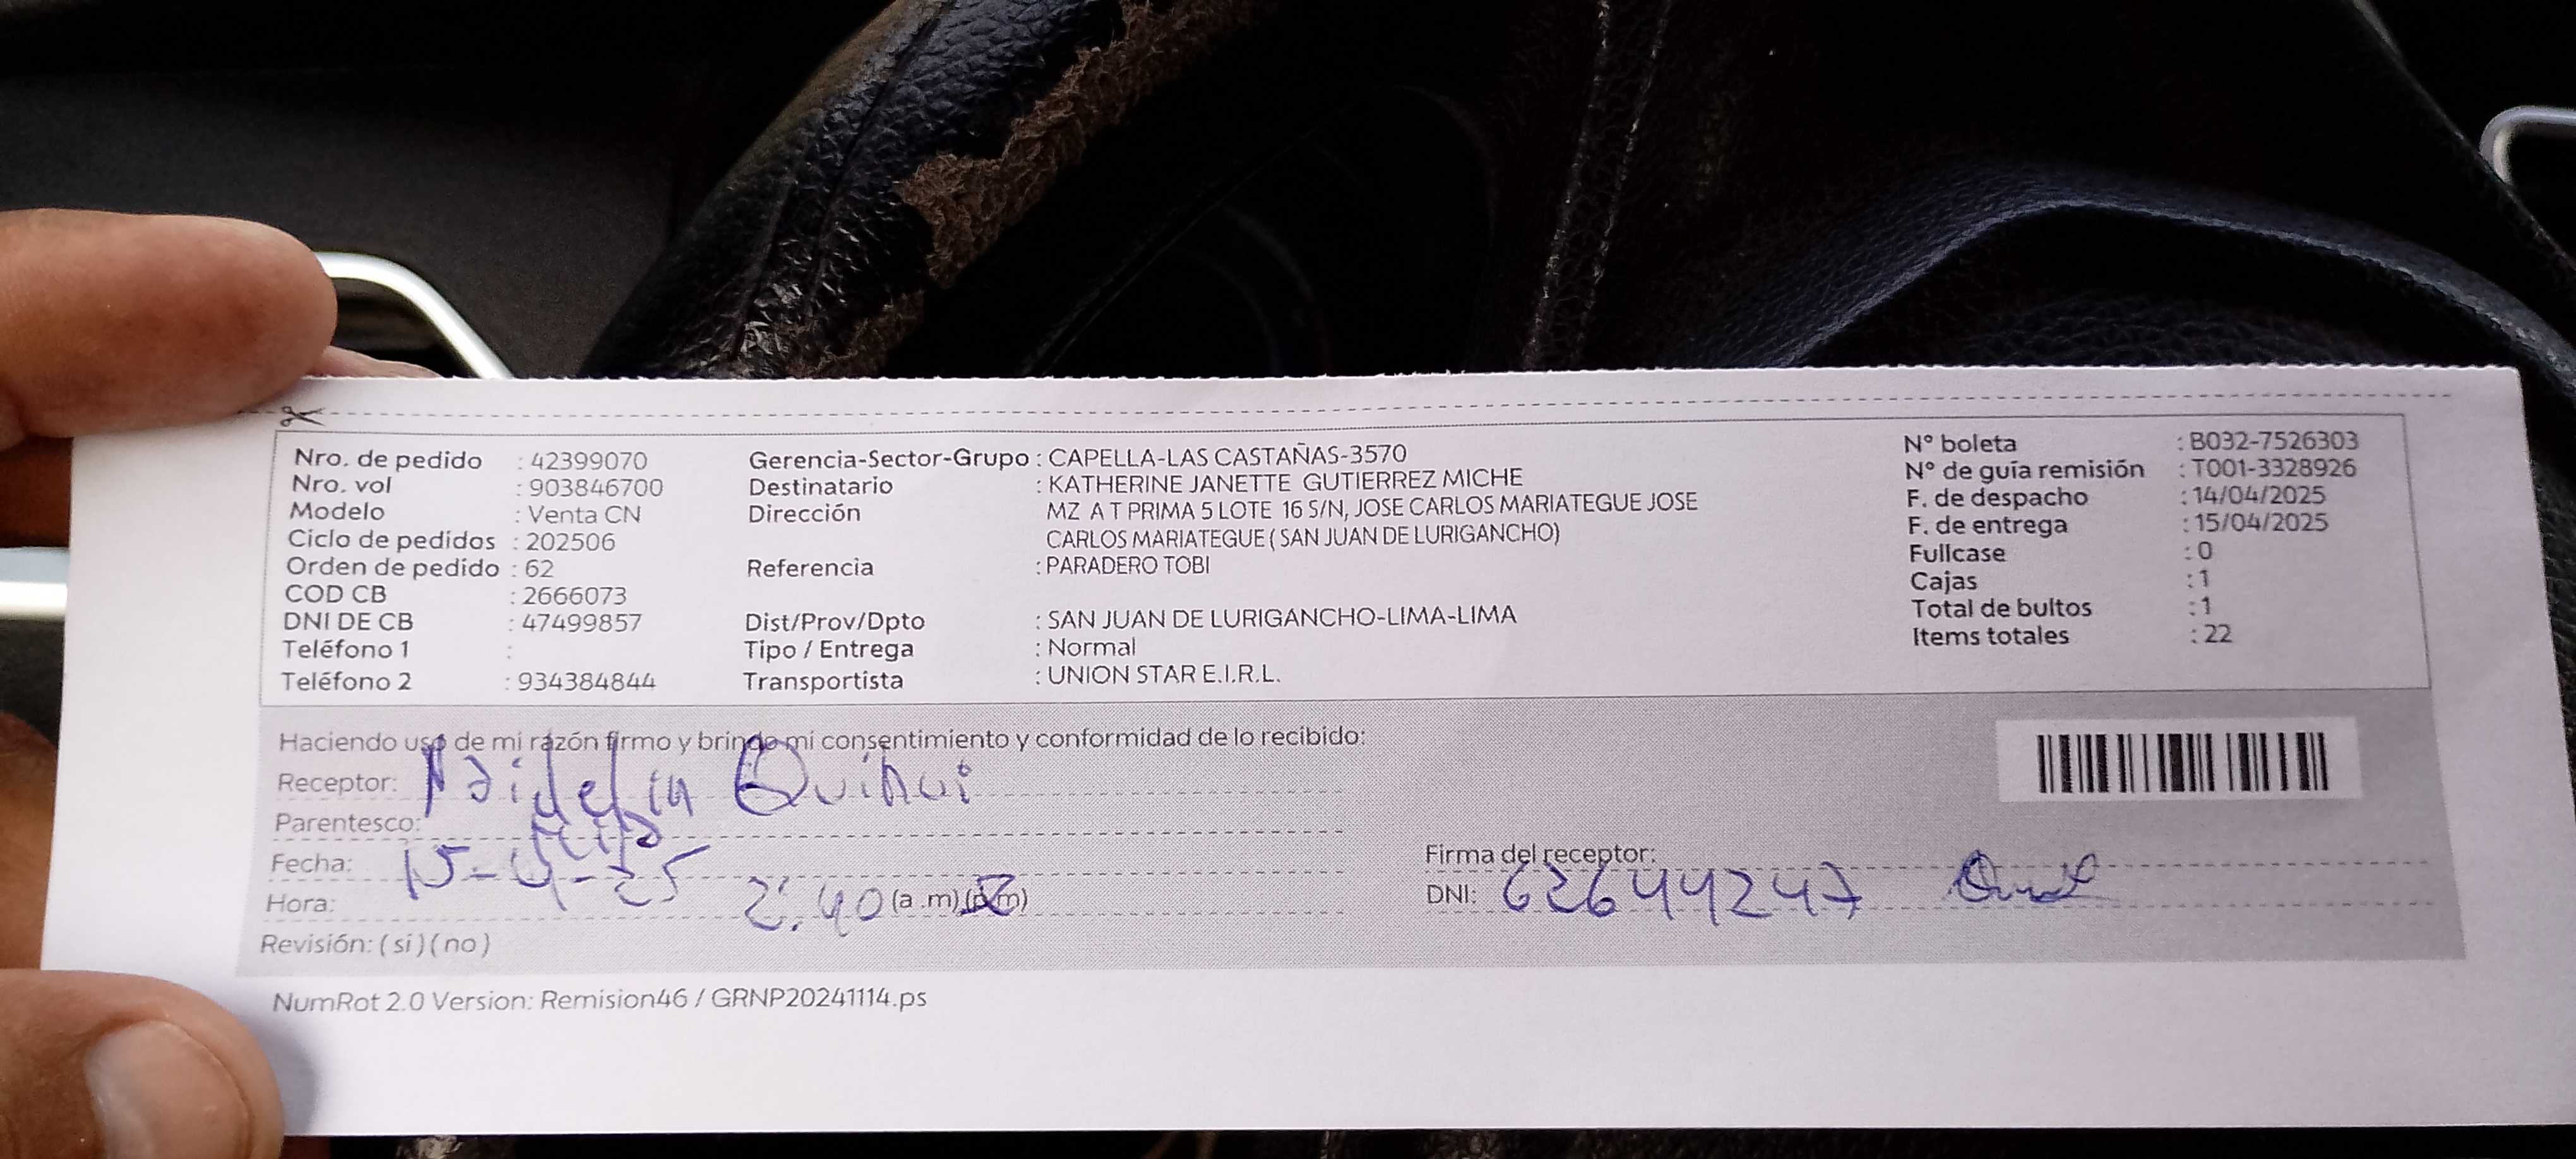 Nro. de pedido : 42399070
Nro. vol : 903846700
Modelo : Venta CN
Ciclo de pedidos : 202506
Orden de pedido : 62
COD CB : 2666073
DNI DE CB : 47499857
Teléfono 1 :
Teléfono 2 : 934384844
Gerencia-Sector-Grupo : CAPELLA-LAS CASTAÑAS-3570
Destinatario : KATHERINE JANETTE GUTIERREZ MICHE
Dirección MZ A T PRIMA 5 LOTE 16 S/N, JOSE CARLOS MARIATEGUE JOSE
CARLOS MARIATEGUE ( SAN JUAN DE LURIGANCHO)
Referencia : PARADERO TOBI
Dist/Prov/Dpto : SAN JUAN DE LURIGANCHO-LIMA-LIMA
Tipo / Entrega : Normal
Transportista : UNION STAR E.I.R.L.
N° boleta : B032-7526303
N° de guía remisión : T001-3328926
F. de despacho : 14/04/2025
F. de entrega : 15/04/2025
Fullcase : 0
Cajas : 1
Total de bultos : 1
Items totales : 22
Haciendo uso de mi razón firmo y brindo mi consentimiento y conformidad de lo recibido:
Receptor:
Parentesco:
Fecha: 15-4-25
Hora: 2:40 (a .m) (p.m)
Revisión: ( si ) ( no )
Firma del receptor:
DNI: 62644247
NumRot 2.0 Version: Remision46 / GRNP20241114.ps